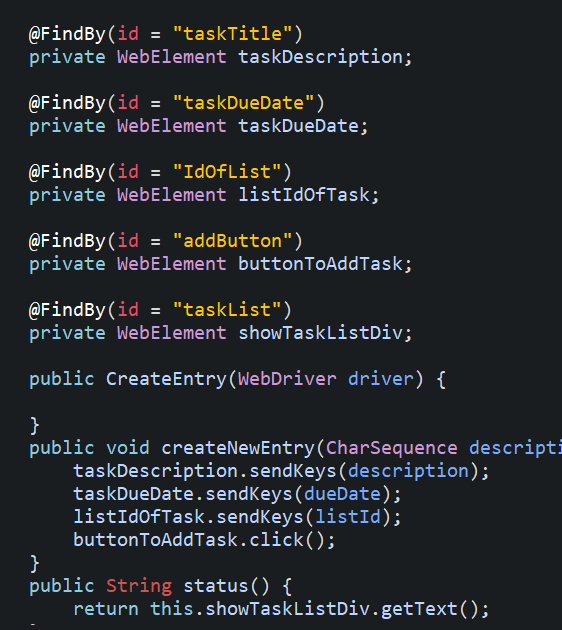 @FindBy(id = "taskTitle")
private WebElement taskDescription;
@FindBy(id = "taskDueDate")
private WebElement taskDueDate;
@FindBy(id = "IdOfList")
private WebElement listIdOfTask;
@FindBy(id = "addButton")
private WebElement buttonToAddTask;
@FindBy(id = "taskList")
private WebElement showTaskListDiv;
public CreateEntry(WebDriver driver) {
}
public void createNewEntry(CharSequence descripti
taskDescription.sendKeys(description);
taskDueDate.sendKeys(dueDate);
listIdOfTask.sendKeys(listId);
buttonToAddTask.click();
}
public String status() {
return this.showTaskListDiv.getText();